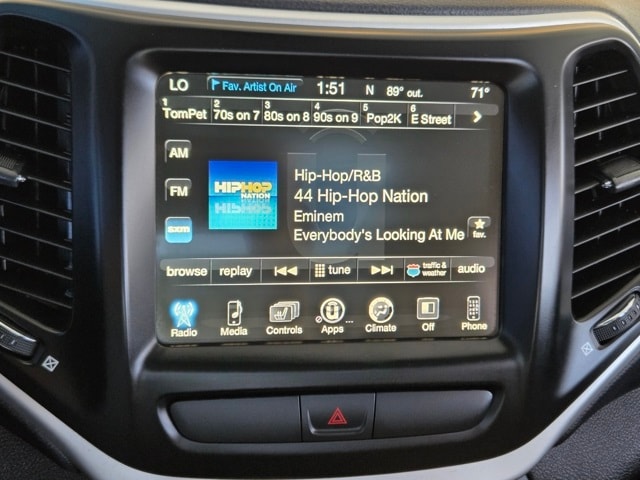 LO Fav. Artist On Air 1:51 N 89° out. 71°
1 TomPet 2 70s on 7 3 80s on 8 4 90s on 9 5 Pop2K 6 E Street
AM
FM
sxm
HIPHOP
NATION
Hip-Hop/R&B
44 Hip-Hop Nation
Eminem
Everybody's Looking At Me
fav.
browse replay tune traffic & weather audio
Radio Media Controls Apps Climate Off Phone